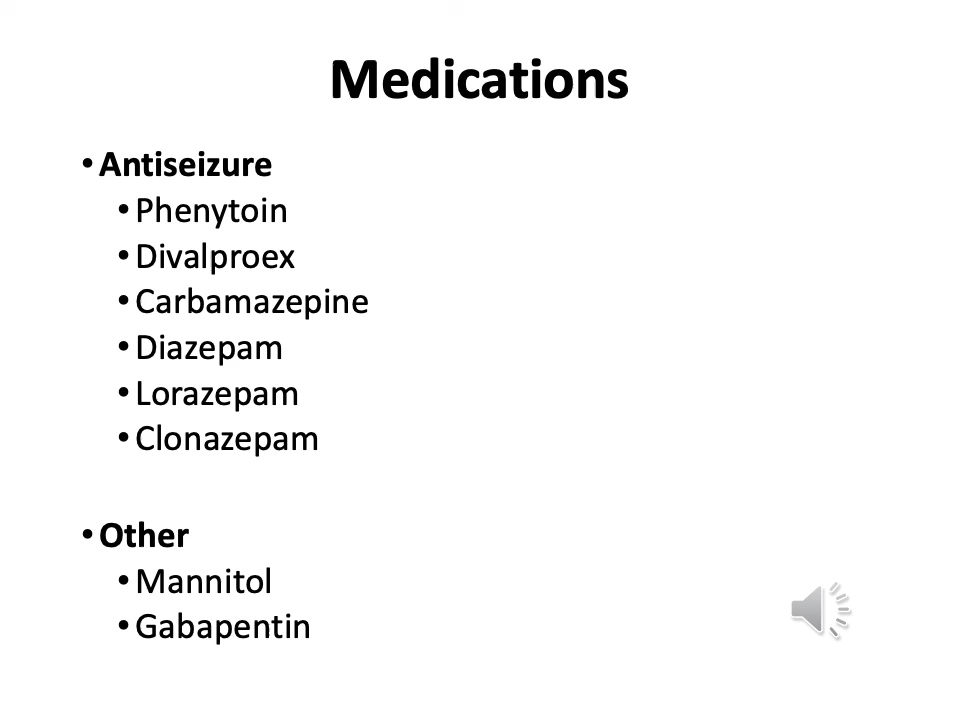 Medications
• Antiseizure
• Phenytoin
• Divalproex
• Carbamazepine
• Diazepam
• Lorazepam
• Clonazepam
• Other
• Mannitol
• Gabapentin